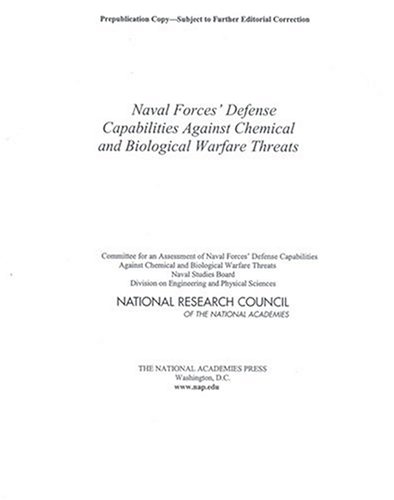 Prepublication Copy—Subject to Further Editorial Correction
Naval Forces’ Defense
Capabilities Against Chemical
and Biological Warfare Threats
Committee for an Assessment of Naval Forces’ Defense Capabilities
Against Chemical and Biological Warfare Threats
Naval Studies Board
Division on Engineering and Physical Sciences
NATIONAL RESEARCH COUNCIL
OF THE NATIONAL ACADEMIES
THE NATIONAL ACADEMIES PRESS
Washington, D.C.
www.nap.edu